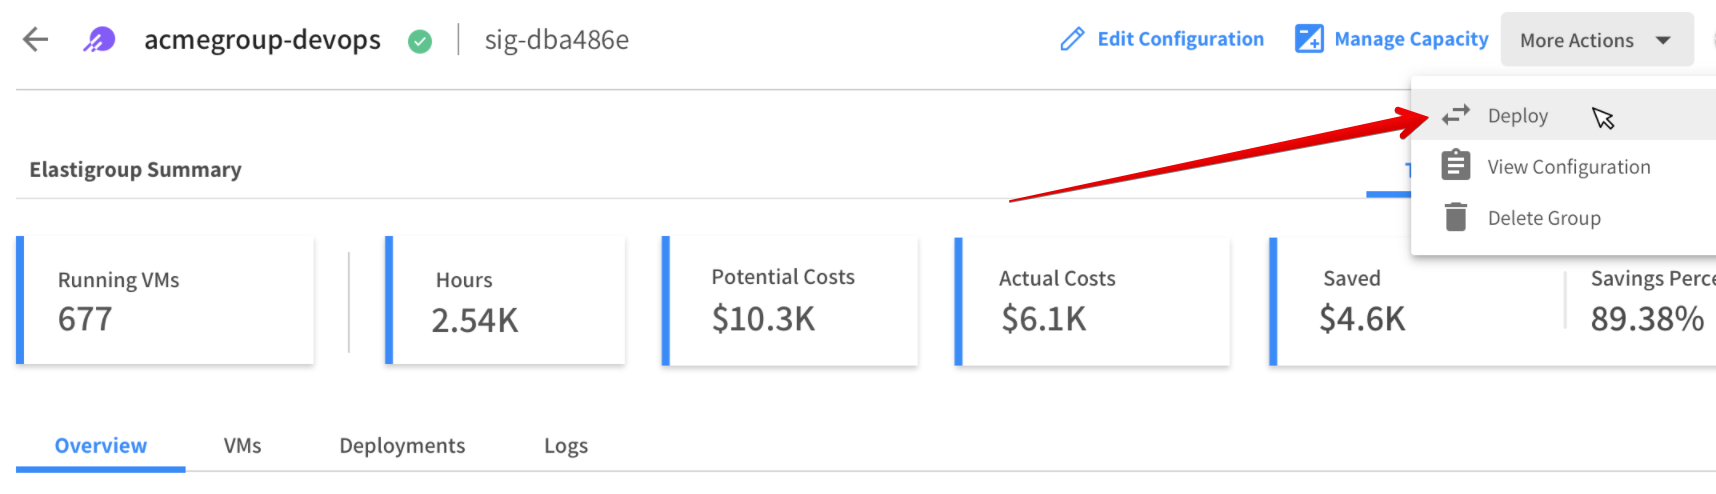 acmegroup-devops sig-dba486e Edit Configuration Manage Capacity More Actions
Deploy
View Configuration
Delete Group
Elastigroup Summary
Running VMs
677
Hours
2.54K
Potential Costs
$10.3K
Actual Costs
$6.1K
Saved
$4.6K
Savings
89.38%
Overview VMs Deployments Logs